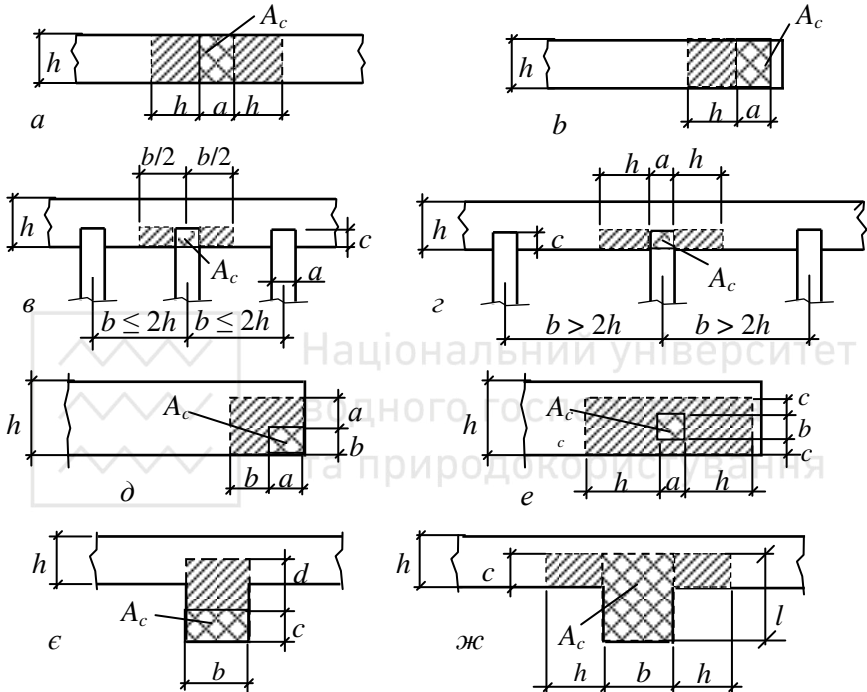 A_c
h
h a h
а
A_c
h
h a
b
b/2 b/2
h
c
A_c
a
b ≤ 2h b ≤ 2h
в
h a h
h
c
A_c
b > 2h b > 2h
г
Національний університет
водного госп
та природокористування
h
A_c
a
b
b a
д
h
A_c
c
c
b
c
h a h
е
h
A_c
d
c
b
є
h
c
A_c
l
h b h
ж